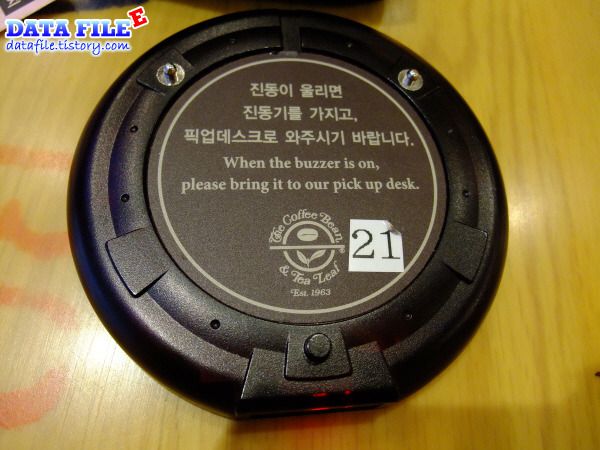 DATA FILE E
datafile.tistory.com
진동이 울리면
진동기를 가지고,
픽업데스크로 와주시기 바랍니다.
When the buzzer is on,
please bring it to our pick up desk.
The Coffee Bean
& Tea Leaf
®
Est. 1963
21